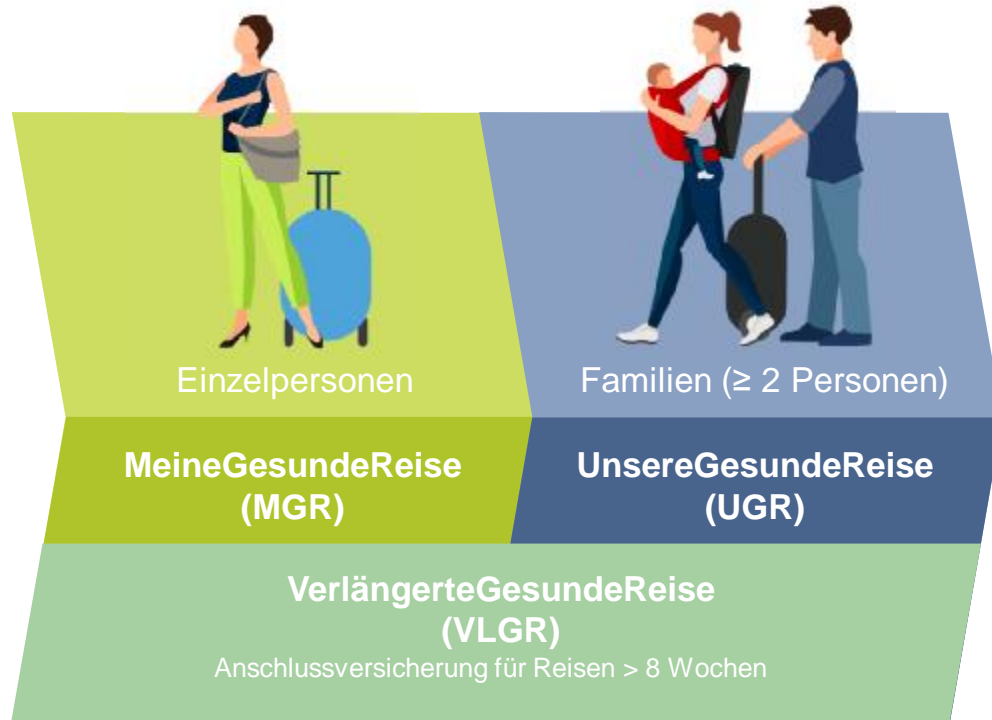 Einzelpersonen
Familien (≥ 2 Personen)
MeineGesundeReise
(MGR)
UnsereGesundeReise
(UGR)
VerlängerteGesundeReise
(VLGR)
Anschlussversicherung für Reisen > 8 Wochen